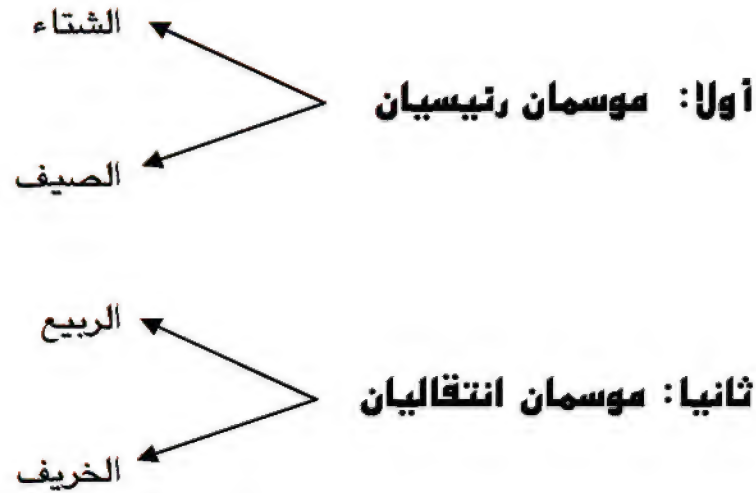 الشتاء
أولا: موسمان رئيسيان
الصيف
الربيع
ثانيا: موسمان انتقاليان
الخريف